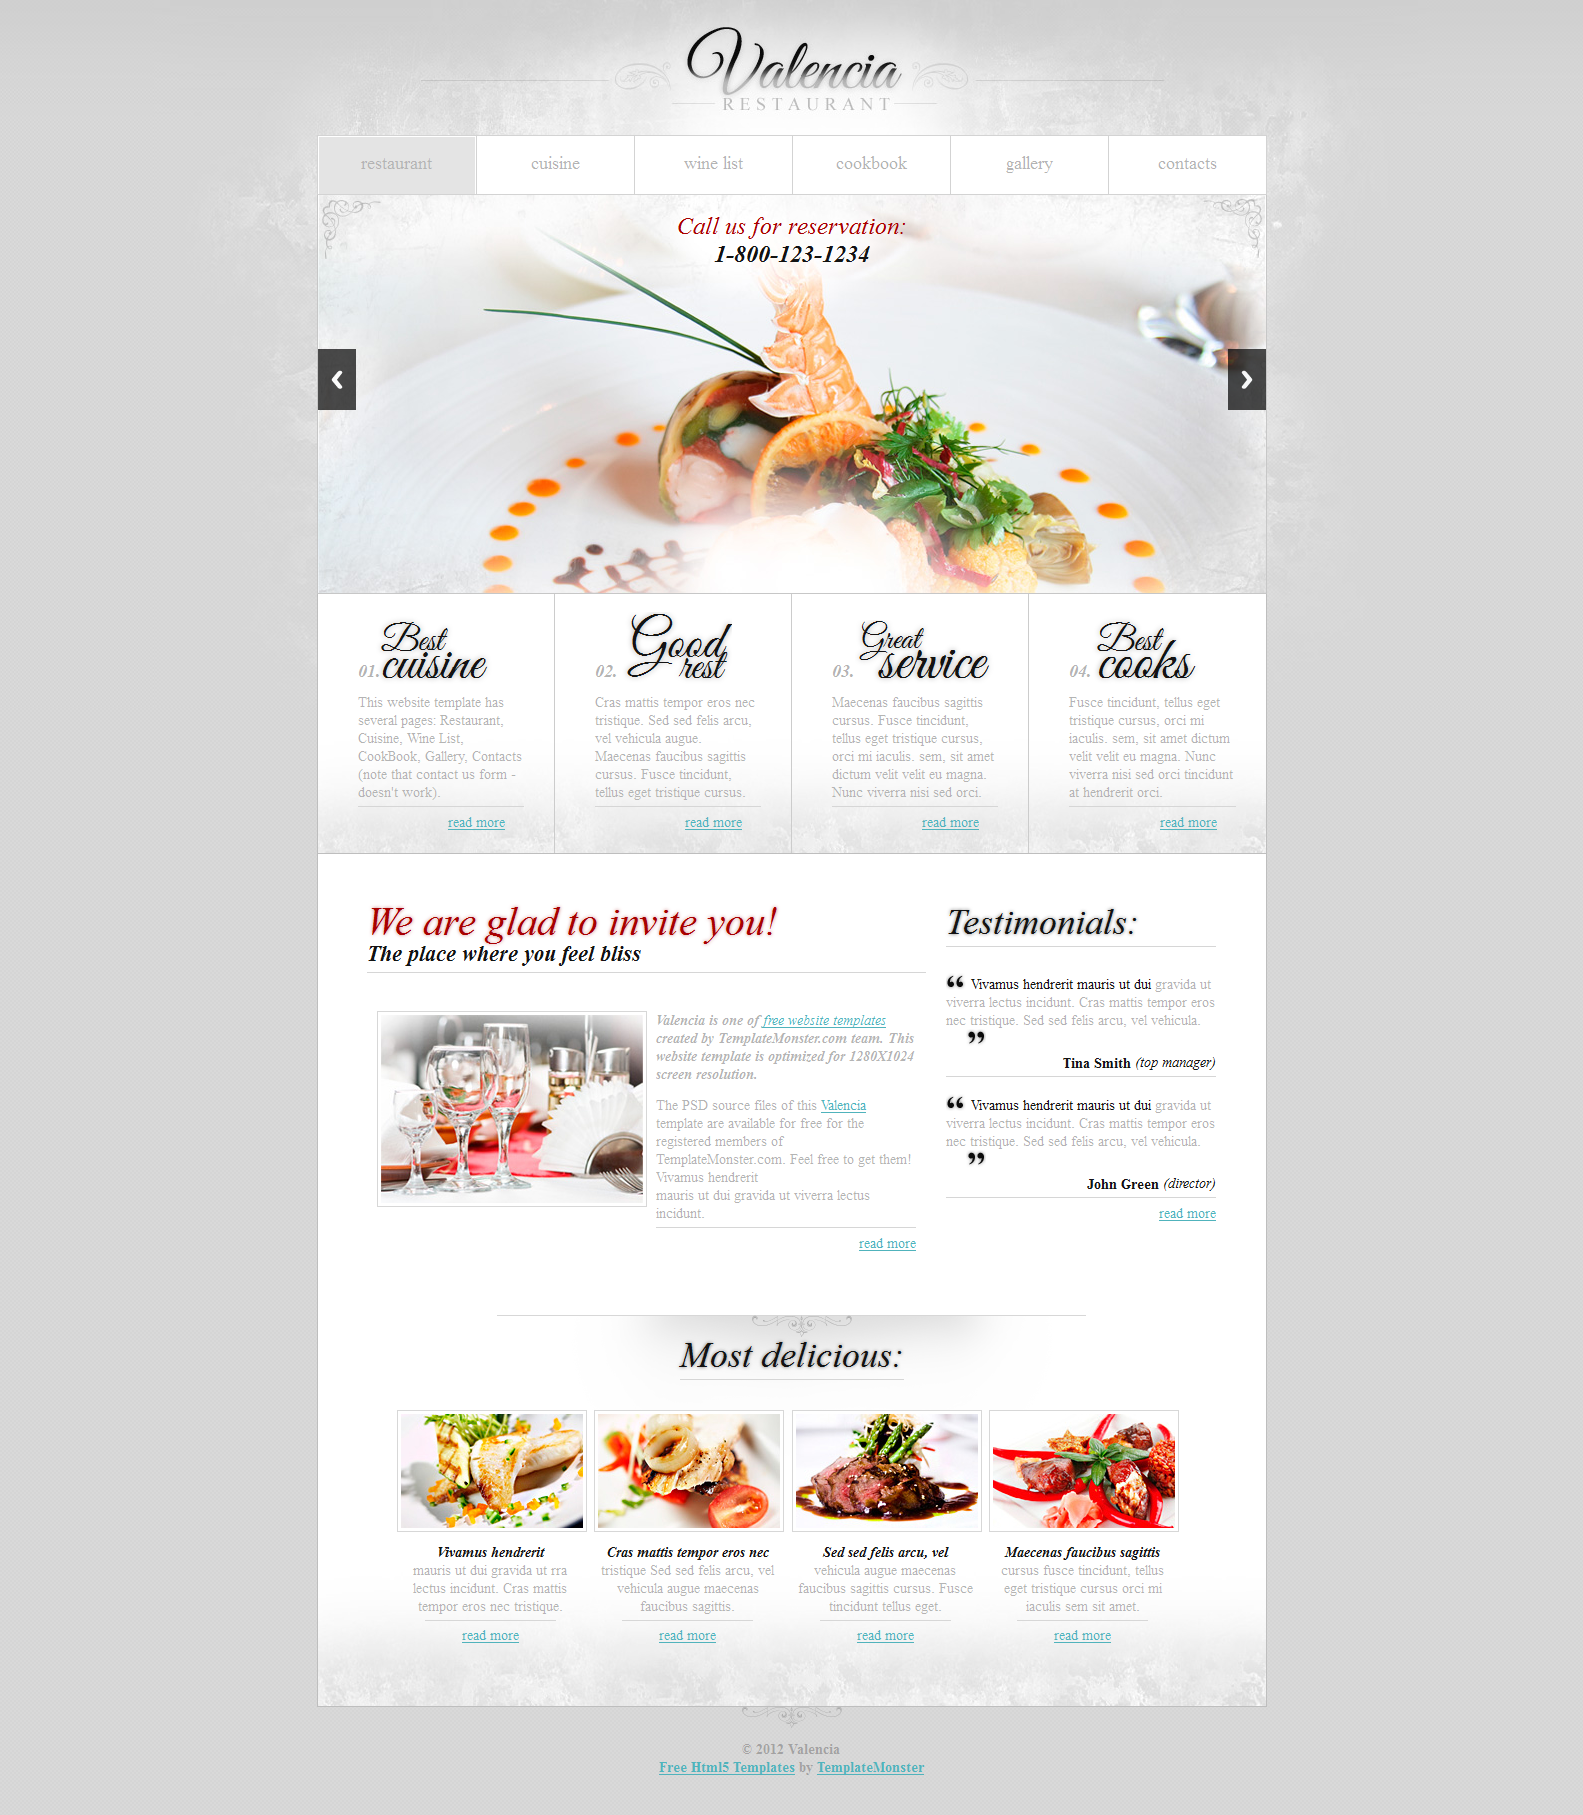 Valencia
RESTAURANT
restaurant
cuisine
wine list
cookbook
gallery
contacts
Call us for reservation:
1-800-123-1234
01. Best
cuisine
This website template has
several pages: Restaurant,
Cuisine, Wine List,
CookBook, Gallery, Contacts
(note that contact us form -
doesn't work).
read more
02. Good
rest
Cras mattis tempor eros nec
tristique. Sed sed felis arcu,
vel vehicula augue.
Maecenas faucibus sagittis
cursus. Fusce tincidunt,
tellus eget tristique cursus.
read more
03. Great
service
Maecenas faucibus sagittis
cursus. Fusce tincidunt,
tellus eget tristique cursus,
orci mi iaculis. sem, sit amet
dictum velit velit eu magna.
Nunc viverra nisi sed orci.
read more
04. Best
cooks
Fusce tincidunt, tellus eget
tristique cursus, orci mi
iaculis. sem, sit amet dictum
velit velit eu magna. Nunc
viverra nisi sed orci tincidunt
at hendrerit orci.
read more
We are glad to invite you!
The place where you feel bliss
Valencia is one of free website templates
created by TemplateMonster.com team. This
website template is optimized for 1280X1024
screen resolution.
The PSD source files of this Valencia
template are available for free for the
registered members of
TemplateMonster.com. Feel free to get them!
Vivamus hendrerit
mauris ut dui gravida ut viverra lectus
incidunt.
read more
Testimonials:
“ Vivamus hendrerit mauris ut dui gravida ut
viverra lectus incidunt. Cras mattis tempor eros
nec tristique. Sed sed felis arcu, vel vehicula.
”
Tina Smith (top manager)
“ Vivamus hendrerit mauris ut dui gravida ut
viverra lectus incidunt. Cras mattis tempor eros
nec tristique. Sed sed felis arcu, vel vehicula.
”
John Green (director)
read more
Most delicious:
Vivamus hendrerit
mauris ut dui gravida ut rra
lectus incidunt. Cras mattis
tempor eros nec tristique.
read more
Cras mattis tempor eros nec
tristique Sed sed felis arcu, vel
vehicula augue maecenas
faucibus sagittis.
read more
Sed sed felis arcu, vel
vehicula augue maecenas
faucibus sagittis cursus. Fusce
tincidunt tellus eget.
read more
Maecenas faucibus sagittis
cursus fusce tincidunt, tellus
eget tristique cursus orci mi
iaculis sem sit amet.
read more
© 2012 Valencia
Free Html5 Templates by TemplateMonster